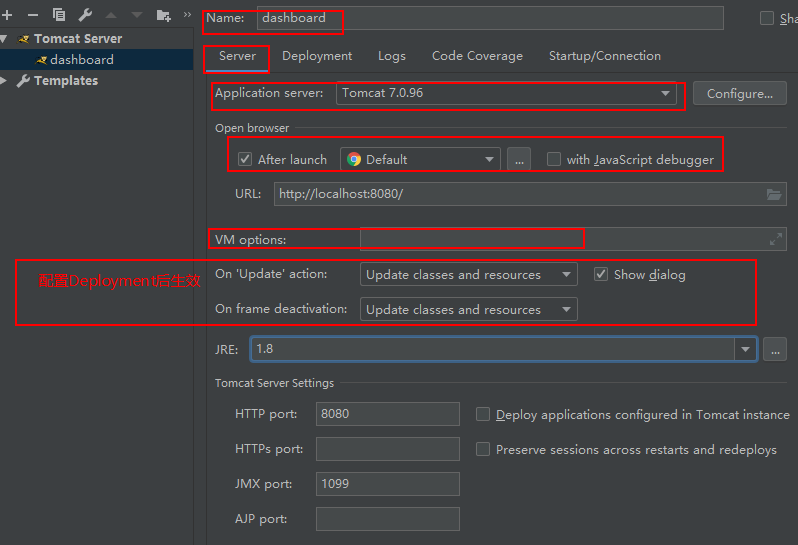 Name: dashboard
Sha
Tomcat Server
dashboard
Templates
Server Deployment Logs Code Coverage Startup/Connection
Application server: Tomcat 7.0.96 Configure...
Open browser
After launch Default ... with JavaScript debugger
URL: http://localhost:8080/
VM options:
配置Deployment后生效
On 'Update' action: Update classes and resources Show dialog
On frame deactivation: Update classes and resources
JRE: 1.8 ...
Tomcat Server Settings
HTTP port: 8080 Deploy applications configured in Tomcat instance
HTTPs port: Preserve sessions across restarts and redeploys
JMX port: 1099
AJP port: